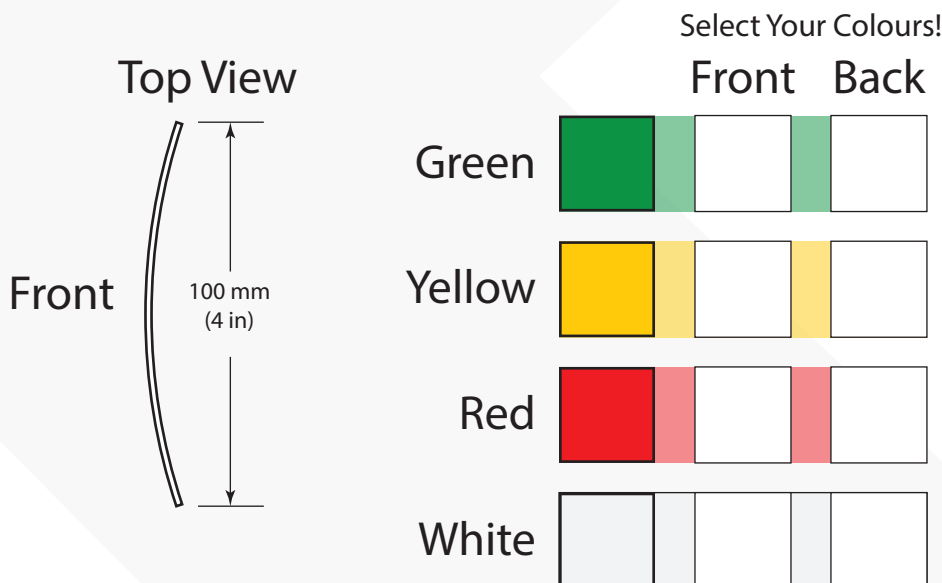 Select Your Colours!
Top View
Front Back
Green
Front
100 mm
(4 in)
Yellow
Red
White